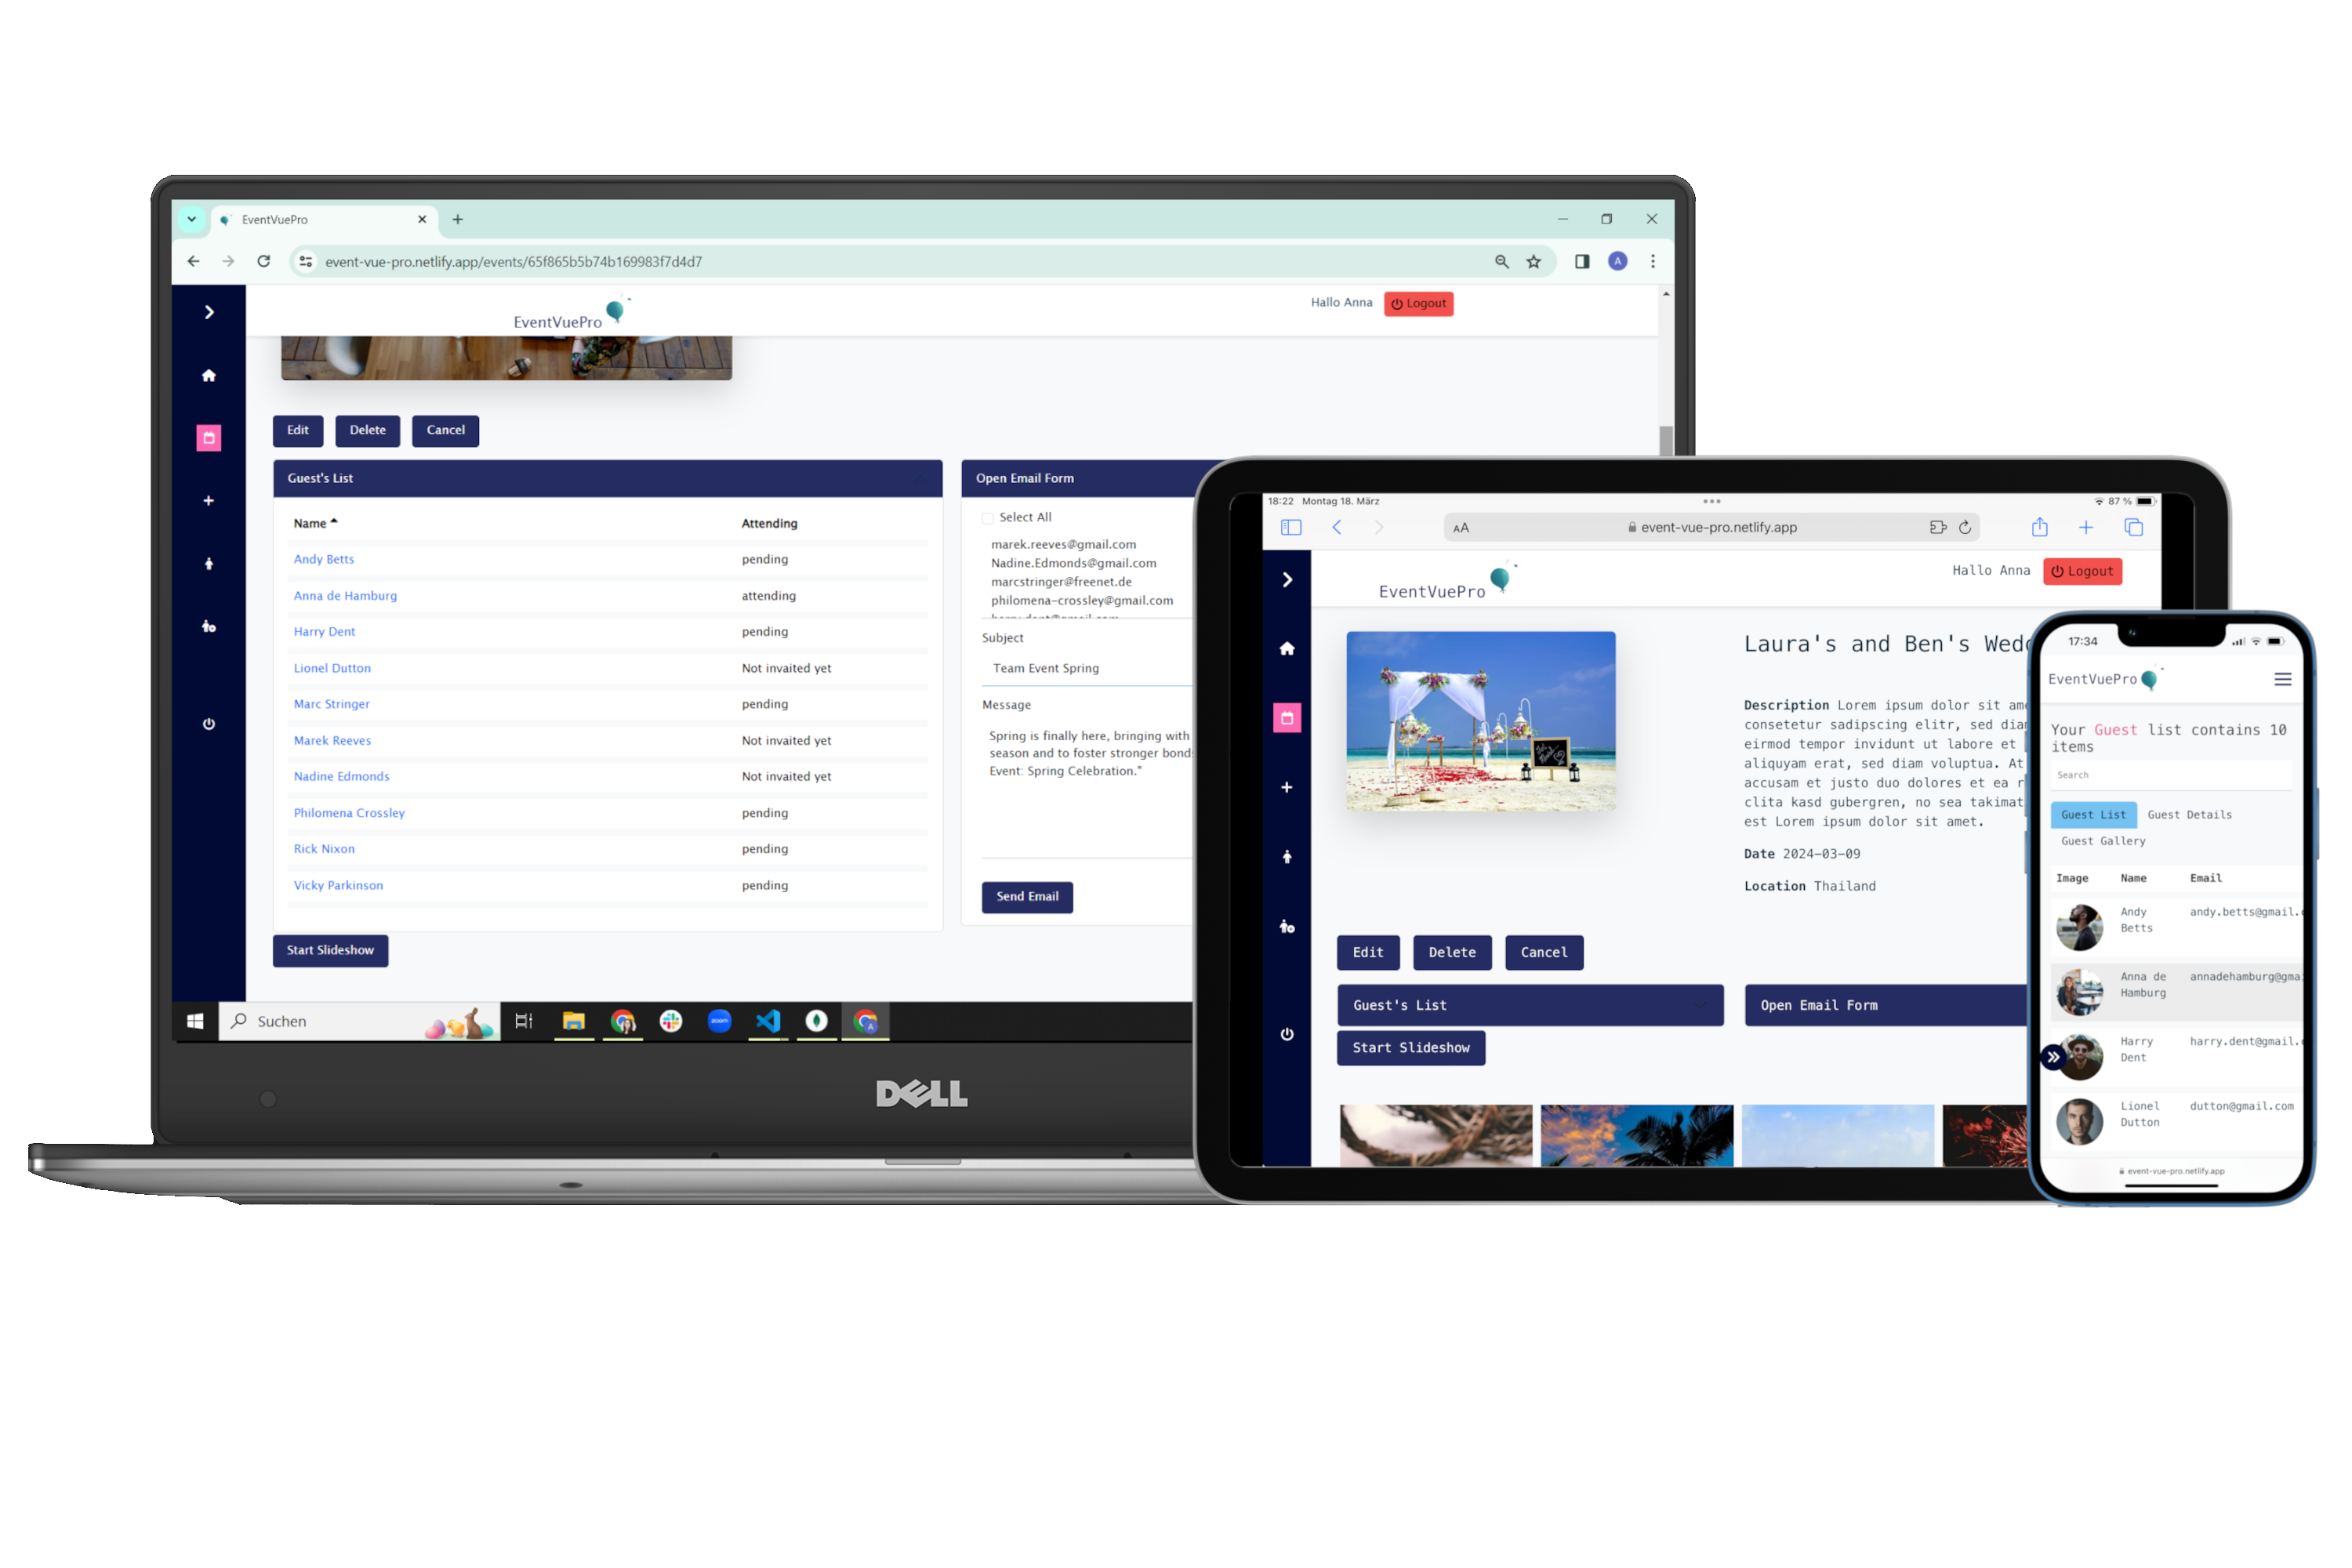 EventVuePro
event-vue-pro.netlify.app/events/65f865b5b74b169983f7d4d7
A
EventVuePro
Hallo Anna
Logout
Edit
Delete
Cancel
Guest's List
Name
Attending
Andy Betts
pending
Anna de Hamburg
attending
Harry Dent
pending
Lionel Dutton
Not invaited yet
Marc Stringer
pending
Marek Reeves
Not invaited yet
Nadine Edmonds
Not invaited yet
Philomena Crossley
pending
Rick Nixon
pending
Vicky Parkinson
pending
Start Slideshow
Open Email Form
Select All
marek.reeves@gmail.com
Nadine.Edmonds@gmail.com
marcstringer@freenet.de
philomena-crossley@gmail.com
harry.dent@gmail.com
Subject
Team Event Spring
Message
Spring is finally here, bringing with
season and to foster stronger bonds
Event: Spring Celebration."
Send Email
Suchen
zoom
A
DELL
18:22 Montag 18. März
87 %
AA
event-vue-pro.netlify.app
EventVuePro
Hallo Anna
Logout
Laura's and Ben's Wed
Description Lorem ipsum dolor sit am
consetetur sadipscing elitr, sed dia
eirmod tempor invidunt ut labore et
aliquyam erat, sed diam voluptua. At
accusam et justo duo dolores et ea r
clita kasd gubergren, no sea takimat
est Lorem ipsum dolor sit amet.
Date 2024-03-09
Location Thailand
Edit
Delete
Cancel
Guest's List
Open Email Form
Start Slideshow
17:34
EventVuePro
Your Guest list contains 10
items
Search
Guest List
Guest Details
Guest Gallery
Image
Name
Email
Andy
Betts
andy.betts@gmail.
Anna de
Hamburg
annadehamburg@gma
Harry
Dent
harry.dent@gmail.
Lionel
Dutton
dutton@gmail.com
event-vue-pro.netlify.app